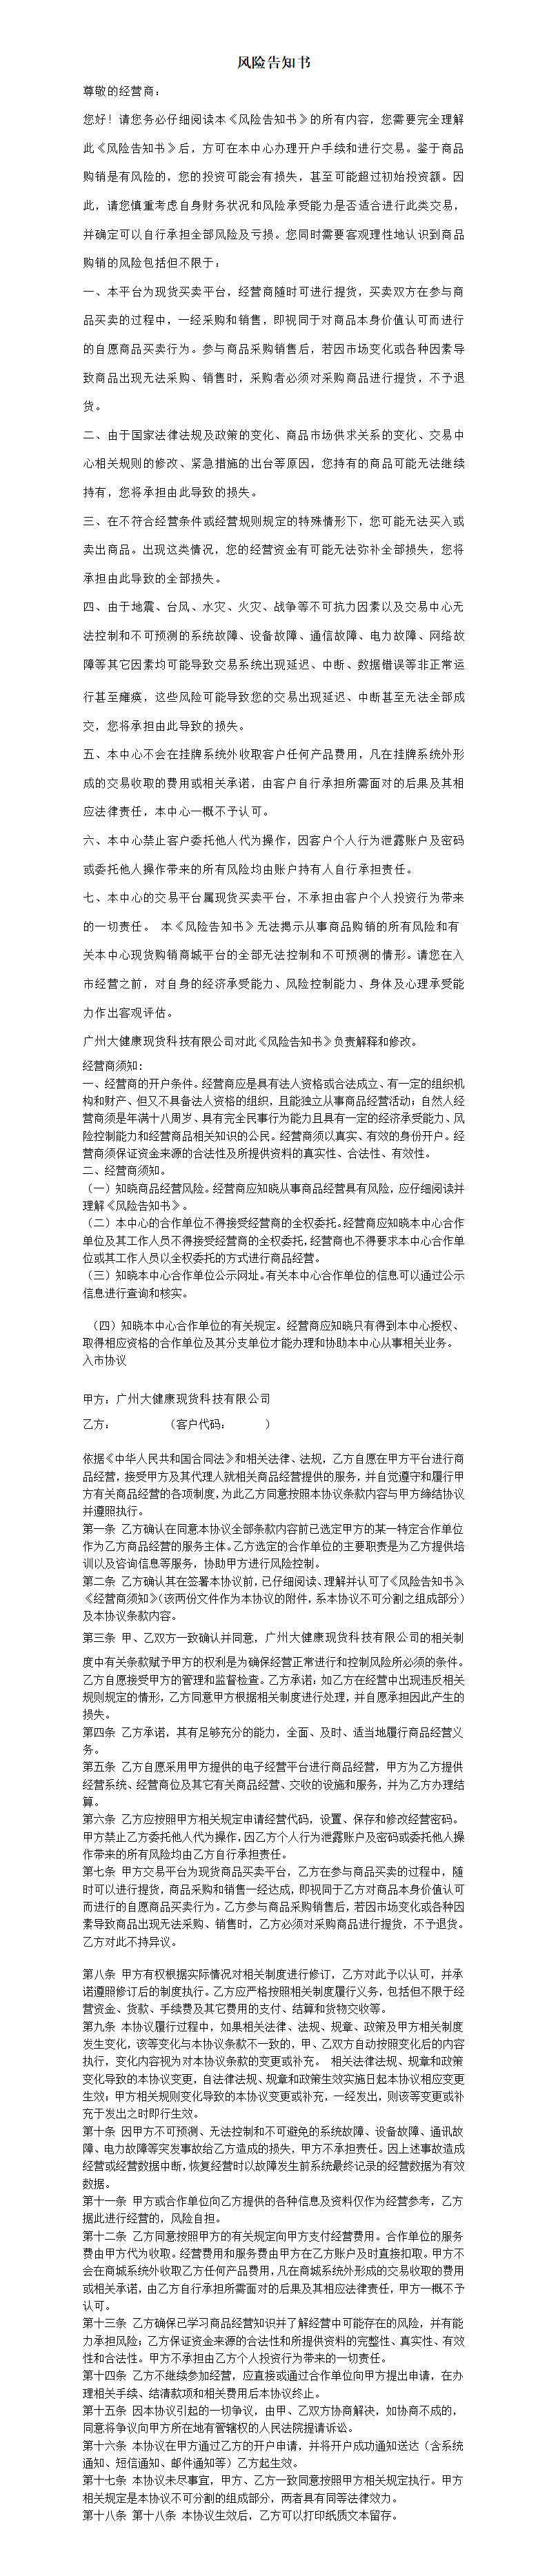 风险告知书
尊敬的经营商：
您好！请您务必仔细阅读本《风险告知书》的所有内容，您需要完全理解
此《风险告知书》后，方可在本中心办理开户手续和进行交易。鉴于商品
购销是有风险的，您的投资可能会有损失，甚至可能超过初始投资额。因
此，请您慎重考虑自身财务状况和风险承受能力是否适合进行此类交易，
并确定可以自行承担全部风险及亏损。您同时需要客观理性地认识到商品
购销的风险包括但不限于：
一、本平台为现货买卖平台，经营商随时可进行提货，买卖双方在参与商
品买卖的过程中，一经采购和销售，即视同于对商品本身价值认可而进行
的自愿商品买卖行为。参与商品采购销售后，若因市场变化或各种因素导
致商品出现无法采购、销售时，采购者必须对采购商品进行提货，不予退
货。
二、由于国家法律法规及政策的变化、商品市场供求关系的变化、交易中
心相关规则的修改、紧急措施的出台等原因，您持有的商品可能无法继续
持有，您将承担由此导致的损失。
三、在不符合经营条件或经营规则规定的特殊情形下，您可能无法买入或
卖出商品。出现这类情况，您的经营资金有可能无法弥补全部损失，您将
承担由此导致的全部损失。
四、由于地震、台风、水灾、火灾、战争等不可抗力因素以及交易中心无
法控制和不可预测的系统故障、设备故障、通信故障、电力故障、网络故
障等其它因素均可能导致交易系统出现延迟、中断、数据错误等非正常运
行甚至瘫痪，这些风险可能导致您的交易出现延迟、中断甚至无法全部成
交，您将承担由此导致的损失。
五、本中心不会在挂牌系统外收取客户任何产品费用，凡在挂牌系统外形
成的交易收取的费用或相关承诺，由客户自行承担所需面对的后果及其相
应法律责任，本中心一概不予认可。
六、本中心禁止客户委托他人代为操作，因客户个人行为泄露账户及密码
或委托他人操作带来的所有风险均由账户持有人自行承担责任。
七、本中心的交易平台属现货买卖平台，不承担由客户个人投资行为带来
的一切责任。 本《风险告知书》无法揭示从事商品购销的所有风险和有
关本中心现货购销商城平台的全部无法控制和不可预测的情形。请您在入
市经营之前，对自身的经济承受能力、风险控制能力、身体及心理承受能
力作出客观评估。
广州大健康现货科技有限公司对此《风险告知书》负责解释和修改。
经营商须知：
一、经营商的开户条件。经营商应是具有法人资格或合法成立、有一定的组织机
构和财产、但又不具备法人资格的组织，且能独立从事商品经营活动；自然人经
营商须是年满十八周岁、具有完全民事行为能力且具有一定的经济承受能力、风
险控制能力和经营商品相关知识的公民。经营商须以真实、有效的身份开户。经
营商须保证资金来源的合法性及所提供资料的真实性、合法性、有效性。
二、经营商须知。
（一）知晓商品经营风险。经营商应知晓从事商品经营具有风险，应仔细阅读并
理解《风险告知书》。
（二）本中心的合作单位不得接受经营商的全权委托。经营商应知晓本中心合作
单位及其工作人员不得接受经营商的全权委托，经营商也不得要求本中心合作单
位或其工作人员以全权委托的方式进行商品经营。
（三）知晓本中心合作单位公示网址。有关本中心合作单位的信息可以通过公示
信息进行查询和核实。
（四）知晓本中心合作单位的有关规定。经营商应知晓只有得到本中心授权、
取得相应资格的合作单位及其分支单位才能办理和协助本中心从事相关业务。
入市协议
甲方：广州大健康现货科技有限公司
乙方：　　　　　（客户代码：　　　）
依据《中华人民共和国合同法》和相关法律、法规，乙方自愿在甲方平台进行商
品经营，接受甲方及其代理人就相关商品经营提供的服务，并自觉遵守和履行甲
方有关商品经营的各项制度，为此乙方同意按照本协议条款内容与甲方缔结协议
并遵照执行。
第一条 乙方确认在同意本协议全部条款内容前已选定甲方的某一特定合作单位
作为乙方商品经营的服务主体。乙方选定的合作单位的主要职责是为乙方提供培
训以及咨询信息等服务，协助甲方进行风险控制。
第二条 乙方确认其在签署本协议前，已仔细阅读、理解并认可了《风险告知书》、
《经营商须知》（该两份文件作为本协议的附件，系本协议不可分割之组成部分）
及本协议条款内容。
第三条 甲、乙双方一致确认并同意，广州大健康现货科技有限公司的相关制
度中有关条款赋予甲方的权利是为确保经营正常进行和控制风险所必须的条件。
乙方自愿接受甲方的管理和监督检查。乙方承诺：如乙方在经营中出现违反相关
规则规定的情形，乙方同意甲方根据相关制度进行处理，并自愿承担因此产生的
损失。
第四条 乙方承诺，其有足够充分的能力，全面、及时、适当地履行商品经营义
务。
第五条 乙方自愿采用甲方提供的电子经营平台进行商品经营，甲方为乙方提供
经营系统、经营商位及其它有关商品经营、交收的设施和服务，并为乙方办理结
算。
第六条 乙方应按照甲方相关规定申请经营代码，设置、保存和修改经营密码。
甲方禁止乙方委托他人代为操作，因乙方个人行为泄露账户及密码或委托他人操
作带来的所有风险均由乙方自行承担责任。
第七条 甲方交易平台为现货商品买卖平台，乙方在参与商品买卖的过程中，随
时可以进行提货，商品采购和销售一经达成，即视同于乙方对商品本身价值认可
而进行的自愿商品买卖行为。乙方参与商品采购销售后，若因市场变化或各种因
素导致商品出现无法采购、销售时，乙方必须对采购商品进行提货，不予退货。
乙方对此不持异议。
第八条 甲方有权根据实际情况对相关制度进行修订，乙方对此予以认可，并承
诺遵照修订后的制度执行。乙方应严格按照相关制度履行义务，包括但不限于经
营资金、货款、手续费及其它费用的支付、结算和货物交收等。
第九条 本协议履行过程中，如果相关法律、法规、规章、政策及甲方相关制度
发生变化，该等变化与本协议条款不一致的，甲、乙双方自动按照变化后的内容
执行，变化内容视为对本协议条款的变更或补充。 相关法律法规、规章和政策
变化导致的本协议变更，自法律法规、规章和政策生效实施日起本协议相应变更
生效；甲方相关规则变化导致的本协议变更或补充，一经发出，则该等变更或补
充于发出之时即行生效。
第十条 因甲方不可预测、无法控制和不可避免的系统故障、设备故障、通讯故
障、电力故障等突发事故给乙方造成的损失，甲方不承担责任。因上述事故造成
经营或经营数据中断，恢复经营时以故障发生前系统最终记录的经营数据为有效
数据。
第十一条 甲方或合作单位向乙方提供的各种信息及资料仅作为经营参考，乙方
据此进行经营的，风险自担。
第十二条 乙方同意按照甲方的有关规定向甲方支付经营费用。合作单位的服务
费由甲方代为收取。经营费用和服务费由甲方在乙方账户及时直接扣取。甲方不
会在商城系统外收取乙方任何产品费用，凡在商城系统外形成的交易收取的费用
或相关承诺，由乙方自行承担所需面对的后果及其相应法律责任，甲方一概不予
认可。
第十三条 乙方确保已学习商品经营知识并了解经营中可能存在的风险，并有能
力承担风险；乙方保证资金来源的合法性和所提供资料的完整性、真实性、有效
性和合法性。甲方不承担由乙方个人投资行为带来的一切责任。
第十四条 乙方不继续参加经营，应直接或通过合作单位向甲方提出申请，在办
理相关手续、结清款项和相关费用后本协议终止。
第十五条 因本协议引起的一切争议，由甲、乙双方协商解决，如协商不成的，
同意将争议向甲方所在地有管辖权的人民法院提请诉讼。
第十六条 本协议在甲方通过乙方的开户申请，并将开户成功通知送达（含系统
通知、短信通知、邮件通知等）乙方起生效。
第十七条 本协议未尽事宜，甲方、乙方一致同意按照甲方相关规定执行。甲方
相关规定是本协议不可分割的组成部分，两者具有同等法律效力。
第十八条 第十八条 本协议生效后，乙方可以打印纸质文本留存。